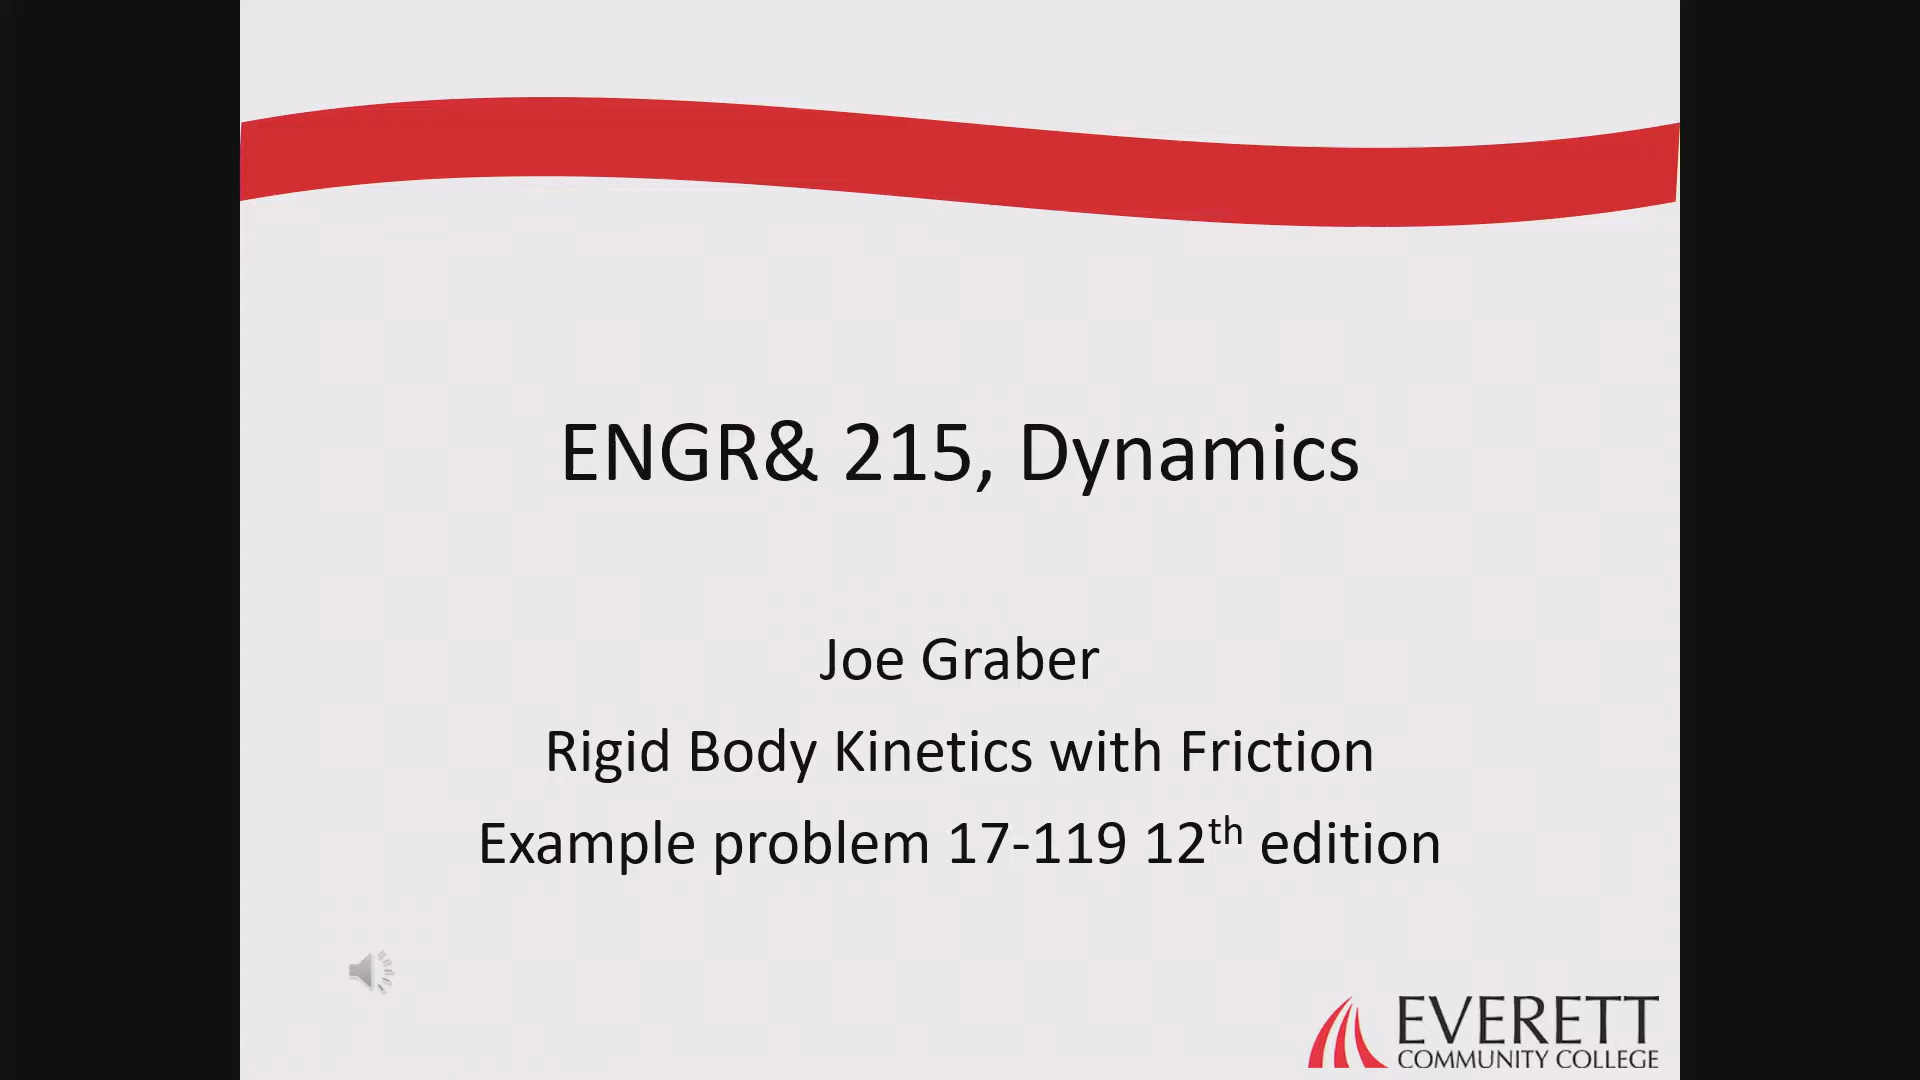 ENGR& 215, Dynamics
Joe Graber
Rigid Body Kinetics with Friction
Example problem 17-119 12th edition
EVERETT
COMMUNITY COLLEGE